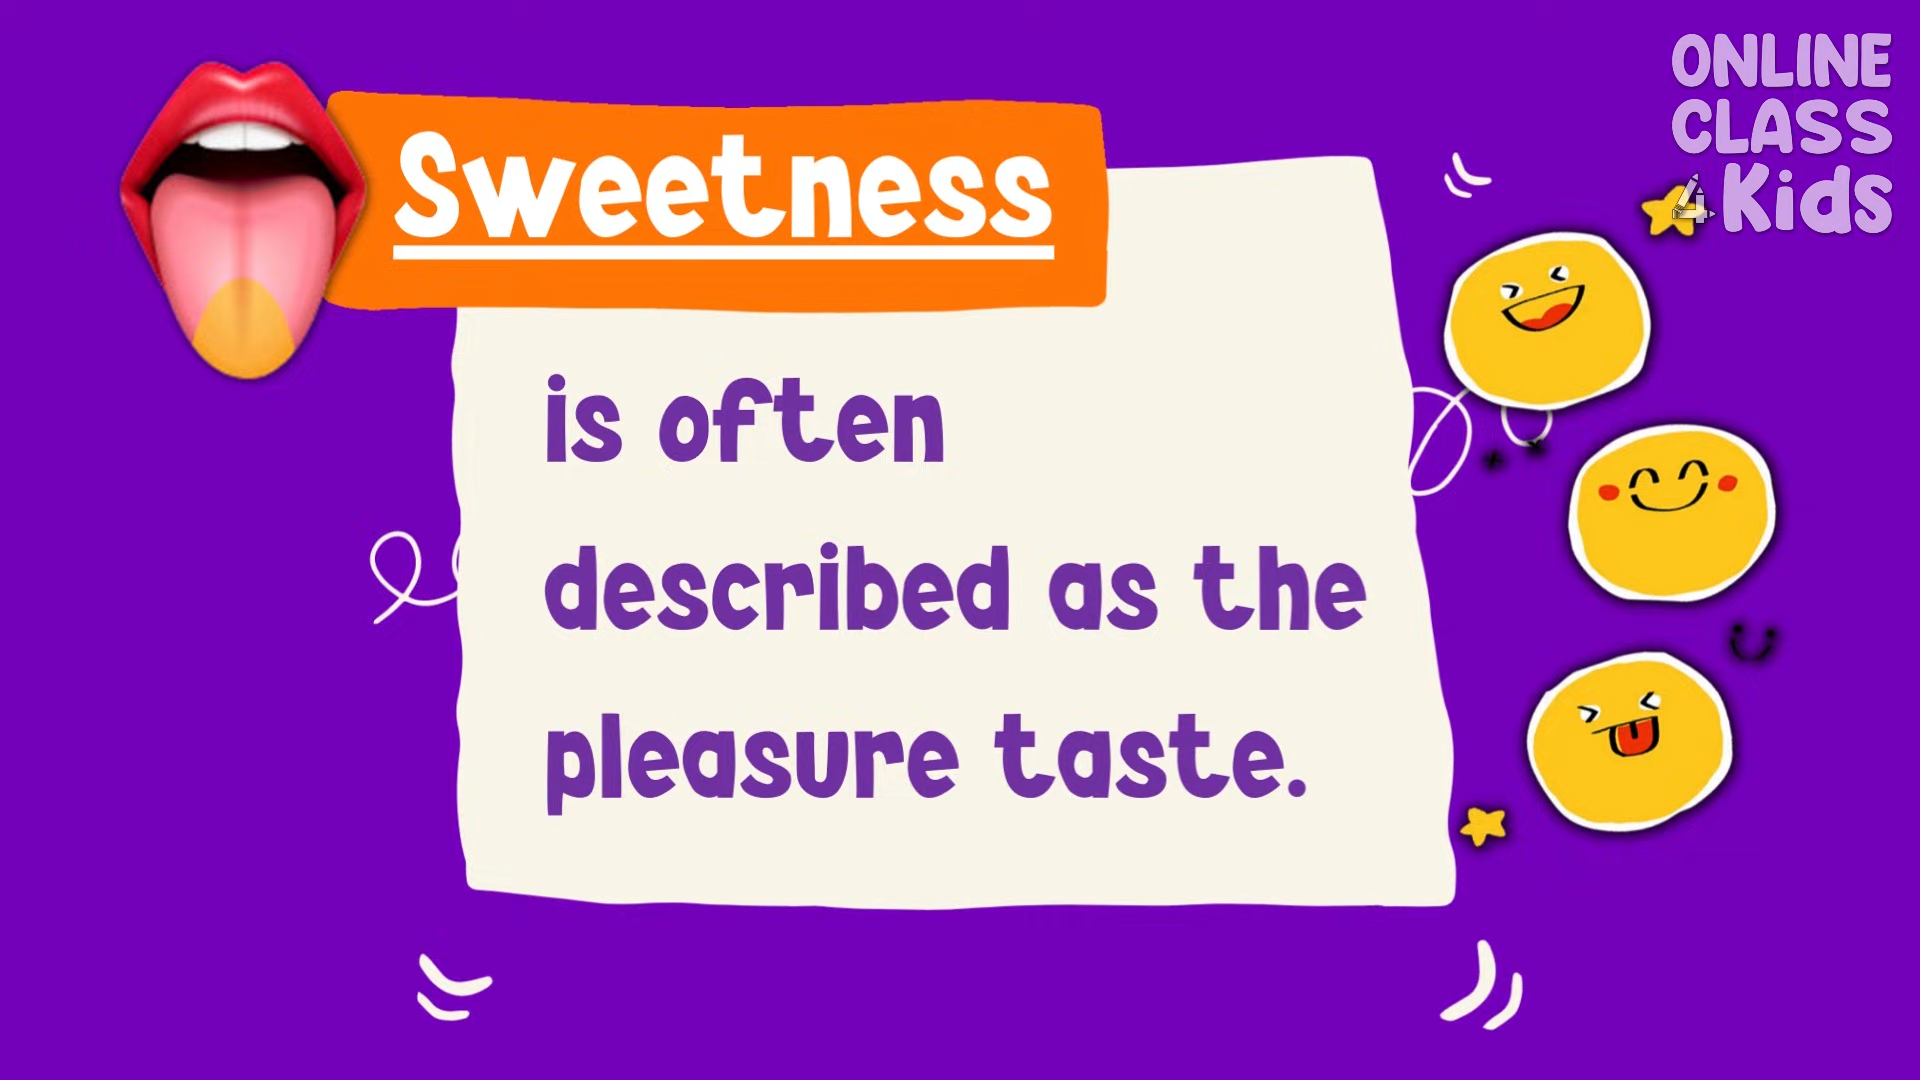 Sweetness
is often
described as the
pleasure taste.
ONLINE
CLASS
4 Kids